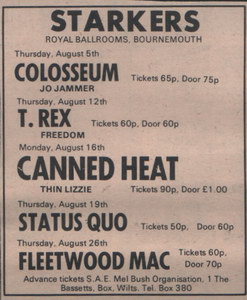 STARKERS
ROYAL BALLROOMS, BOURNEMOUTH
Thursday, August 5th
COLOSSEUM Tickets 65p, Door 75p
JO JAMMER
Thursday, August 12th
T. REX Tickets 60p, Door 60p
FREEDOM
Monday, August 16th
CANNED HEAT
THIN LIZZIE Tickets 90p, Door £1.00
Thursday, August 19th
STATUS QUO Tickets 50p. Door 60p
Thursday, August 26th
FLEETWOOD MAC Tickets 60p.
Door 70p
Advance tickets S.A.E. Mel Bush Organisation, 1 The
Bassetts, Box, Wilts. Tel. Box 380